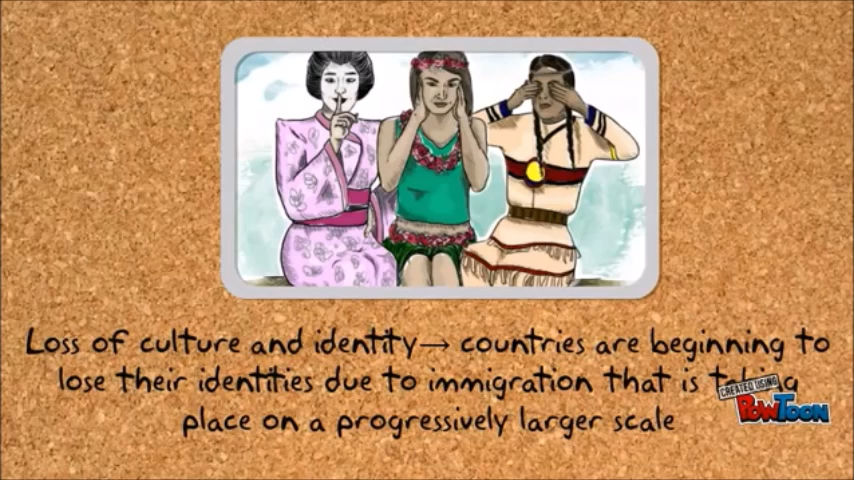 Loss of culture and identity→ countries are beginning to
lose their identities due to immigration that is taking
place on a progressively larger scale
CREATED USING
POWTOON